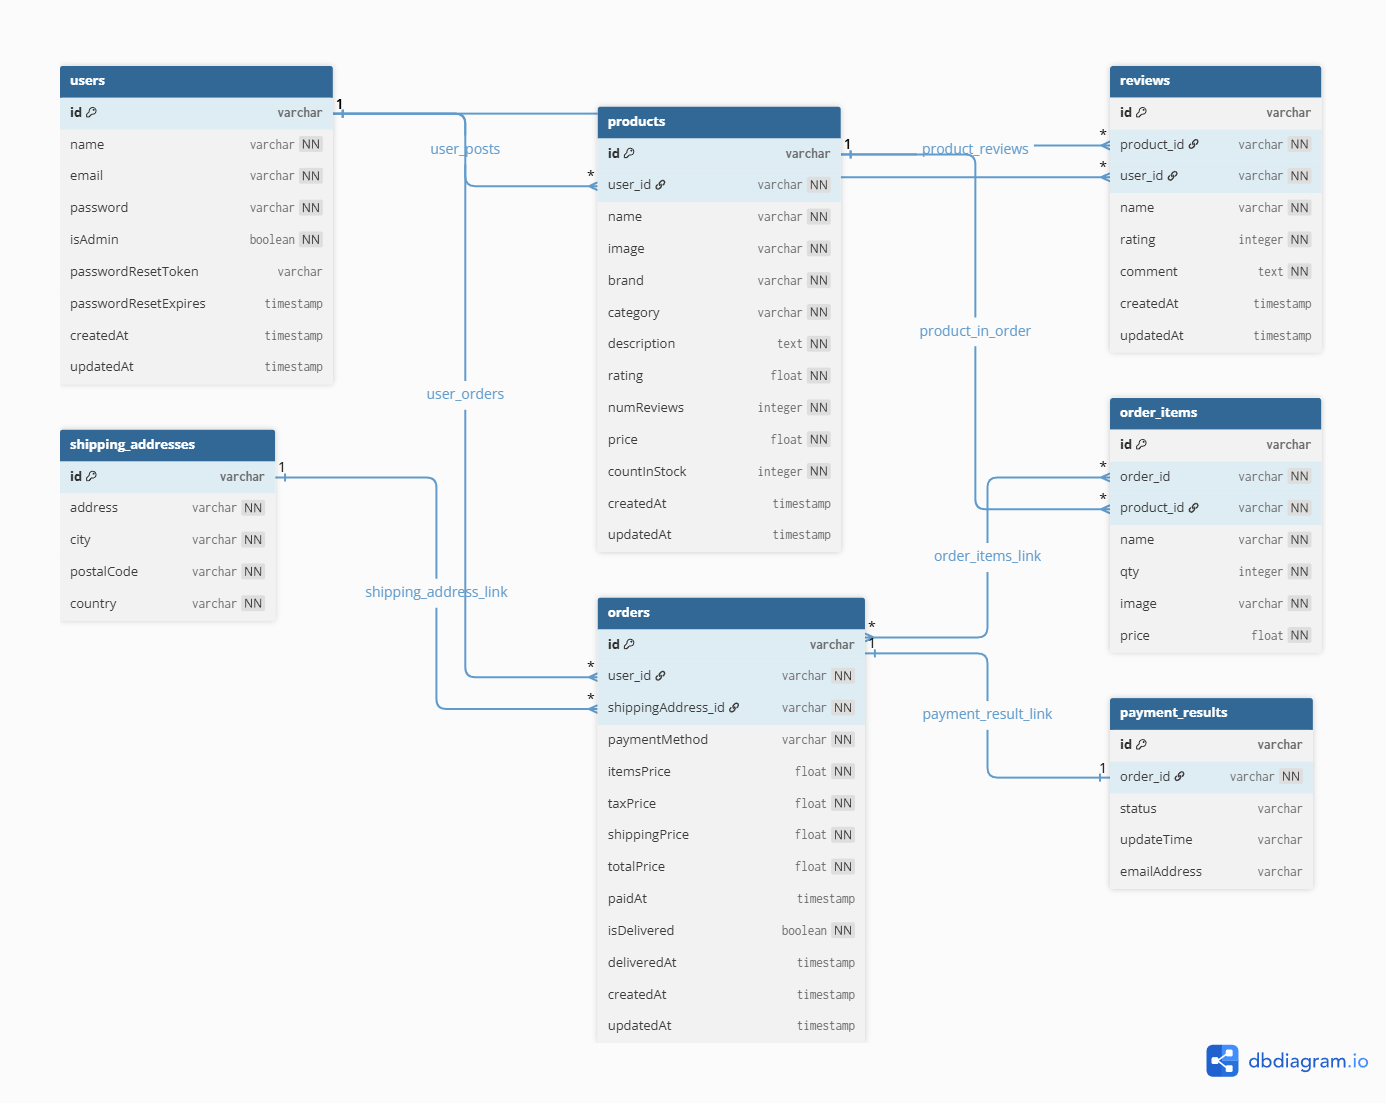 users
id varchar
name varchar NN
email varchar NN
password varchar NN
isAdmin boolean NN
passwordResetToken varchar
passwordResetExpires timestamp
createdAt timestamp
updatedAt timestamp
shipping_addresses
id varchar
address varchar NN
city varchar NN
postalCode varchar NN
country varchar NN
1
1
user_posts
user_orders
shipping_address_link
*
*
*
products
id varchar
user_id varchar NN
name varchar NN
image varchar NN
brand varchar NN
category varchar NN
description text NN
rating float NN
numReviews integer NN
price float NN
countInStock integer NN
createdAt timestamp
updatedAt timestamp
orders
id varchar
user_id varchar NN
shippingAddress_id varchar NN
paymentMethod varchar NN
itemsPrice float NN
taxPrice float NN
shippingPrice float NN
totalPrice float NN
paidAt timestamp
isDelivered boolean NN
deliveredAt timestamp
createdAt timestamp
updatedAt timestamp
1
*
1
product_reviews
product_in_order
order_items_link
payment_result_link
*
*
*
*
1
reviews
id varchar
product_id varchar NN
user_id varchar NN
name varchar NN
rating integer NN
comment text NN
createdAt timestamp
updatedAt timestamp
order_items
id varchar
order_id varchar NN
product_id varchar NN
name varchar NN
qty integer NN
image varchar NN
price float NN
payment_results
id varchar
order_id varchar NN
status varchar
updateTime varchar
emailAddress varchar
dbdiagram.io